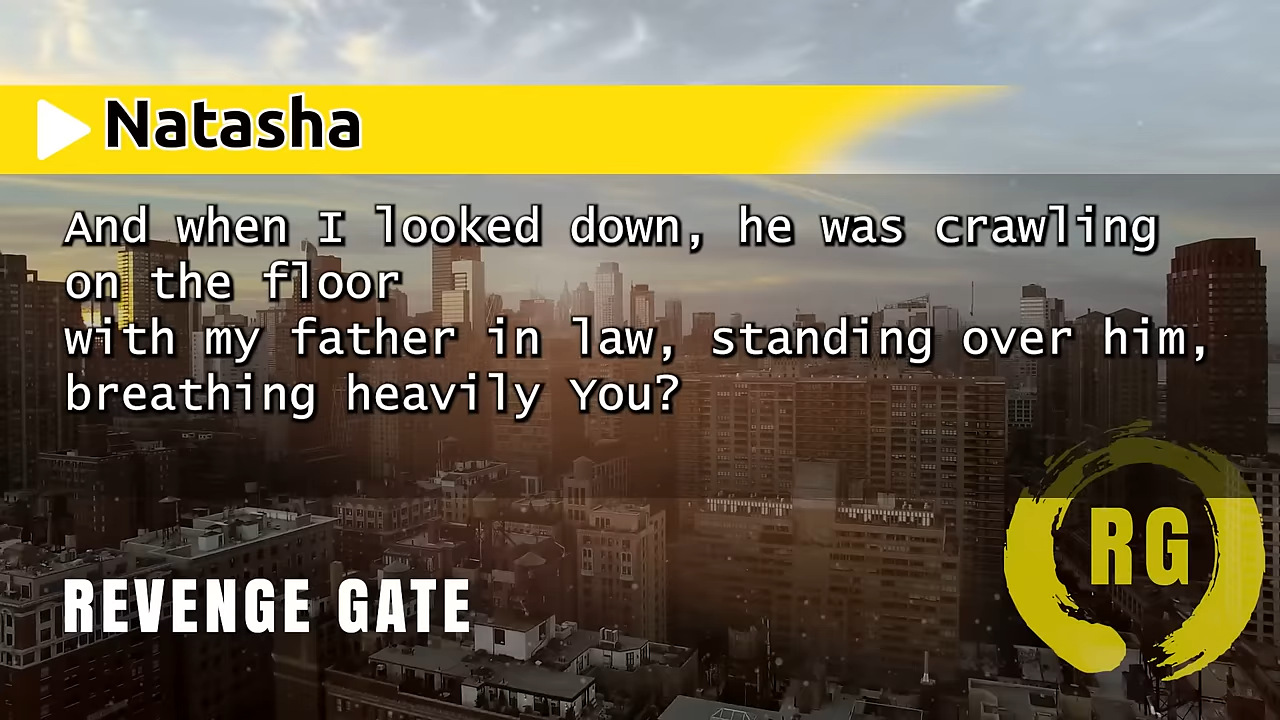 Natasha
And when I looked down, he was crawling
on the floor
with my father in law, standing over him,
breathing heavily You?
RG
REVENGE GATE